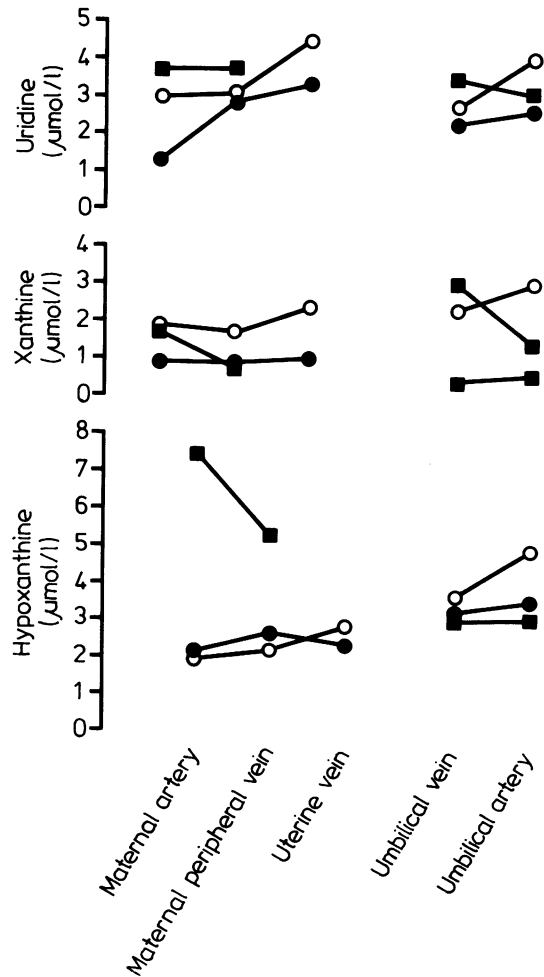 5
4
3
2
1
0
Uridine
(μmol/l)
4
3
2
1
0
Xanthine
(μmol/l)
8
7
6
5
4
3
2
1
0
Hypoxanthine
(μmol/l)
Maternal artery
Maternal peripheral vein
Uterine vein
Umbilical vein
Umbilical artery